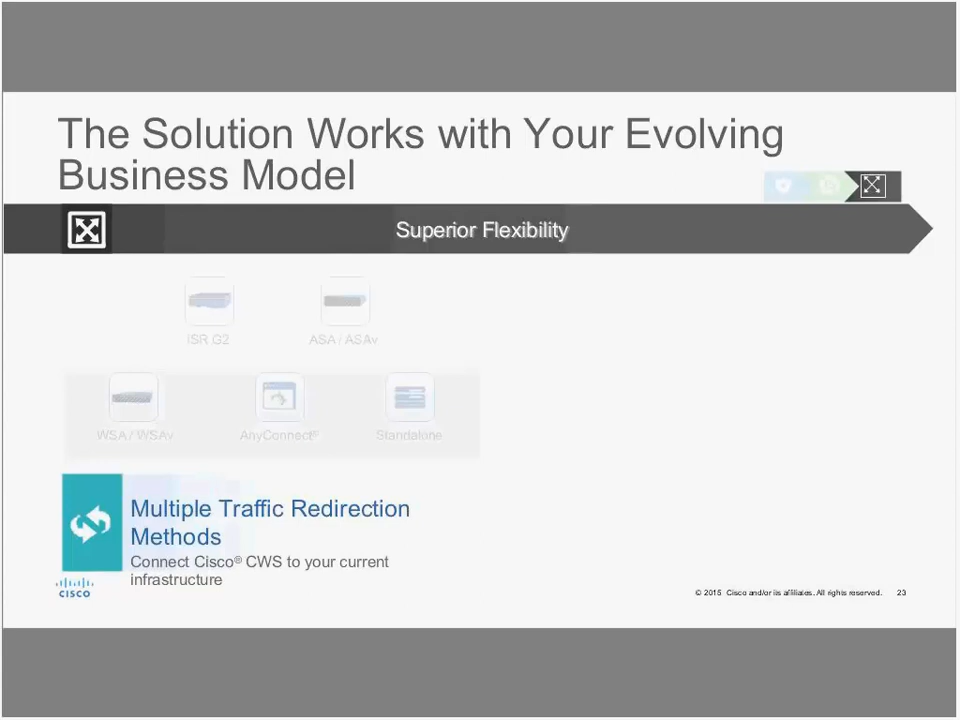 The Solution Works with Your Evolving
Business Model
Superior Flexibility
ISR G2
ASA / ASAv
WSA / WSAv
AnyConnect®
Standalone
Multiple Traffic Redirection
Methods
Connect Cisco® CWS to your current
infrastructure
CISCO
© 2015 Cisco and/or its affiliates. All rights reserved. 23